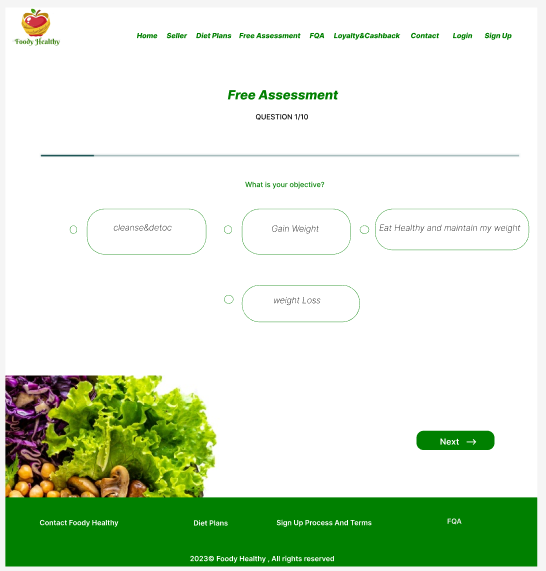 Foody Healthy
Home Seller Diet Plans Free Assessment FQA Loyalty&Cashback Contact Login Sign Up
Free Assessment
QUESTION 1/10
What is your objective?
cleanse&detoc Gain Weight Eat Healthy and maintain my weight
weight Loss
Next
Contact Foody Healthy Diet Plans Sign Up Process And Terms FQA
2023© Foody Healthy , All rights reserved